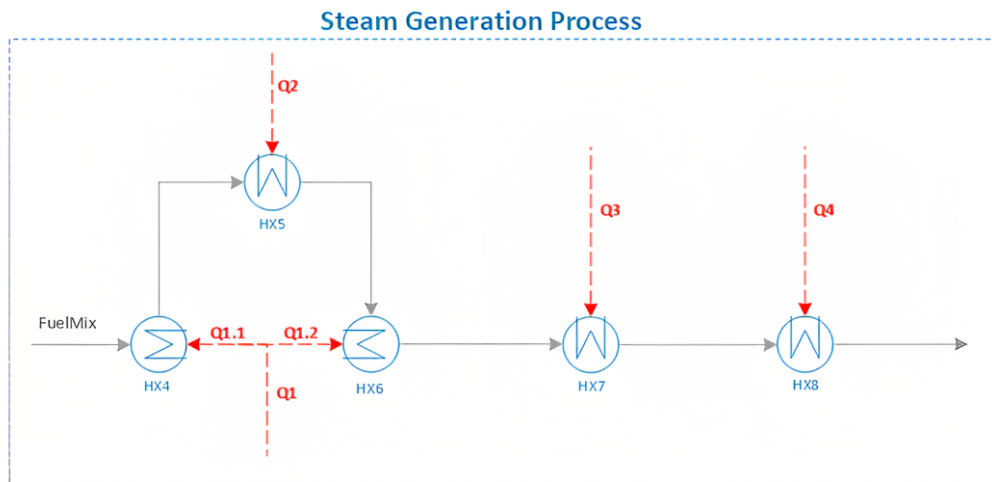 Steam Generation Process
Q2
HX5
Q3
Q4
FuelMix
Q1.1
Q1.2
HX4
HX6
HX7
HX8
Q1